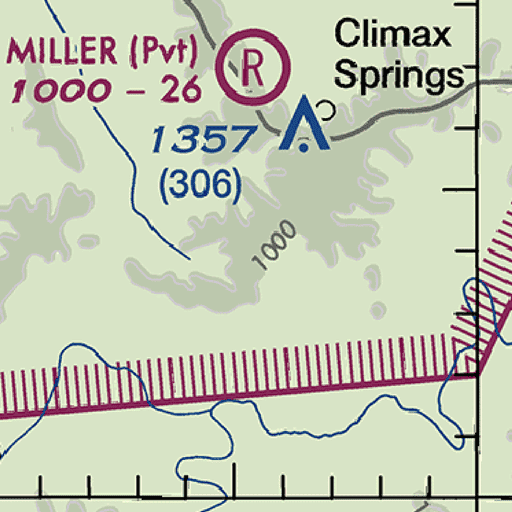 MILLER (Pvt)
1000 - 26
R
Climax
Springs
1357
(306)
1000